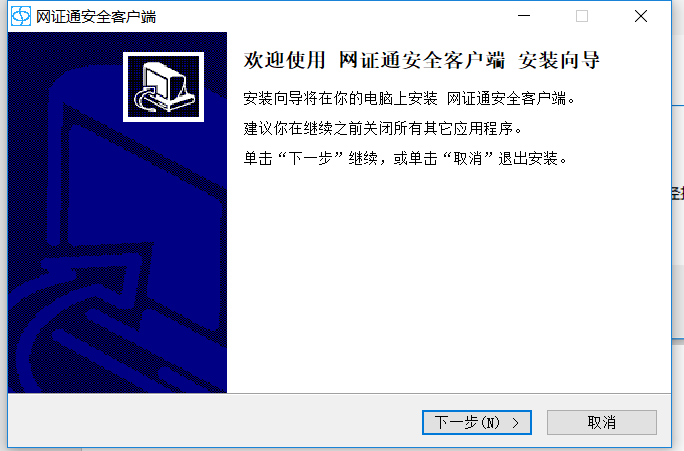 网证通安全客户端
欢迎使用 网证通安全客户端 安装向导
安装向导将在你的电脑上安装 网证通安全客户端。
建议你在继续之前关闭所有其它应用程序。
单击“下一步”继续，或单击“取消”退出安装。
下一步(N) >
取消